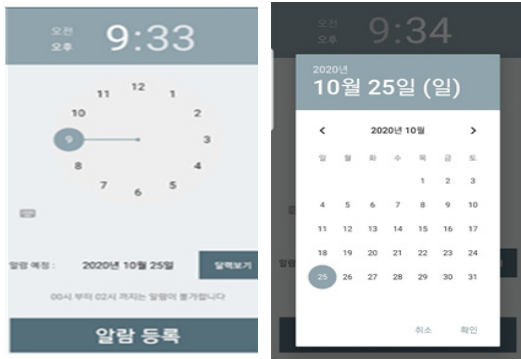 오전
오후
9:33
12
11
1
10
2
9
3
8
4
7
5
6
알람 예정 :
2020년 10월 25일
달력보기
00시 부터 02시 까지는 알람이 불가합니다
알람 등록
오전
오후
9:34
2020년
10월 25일 (일)
< 2020년 10월 >
일 월 화 수 목 금 토
1 2 3
4 5 6 7 8 9 10
11 12 13 14 15 16 17
18 19 20 21 22 23 24
25 26 27 28 29 30 31
취소 확인